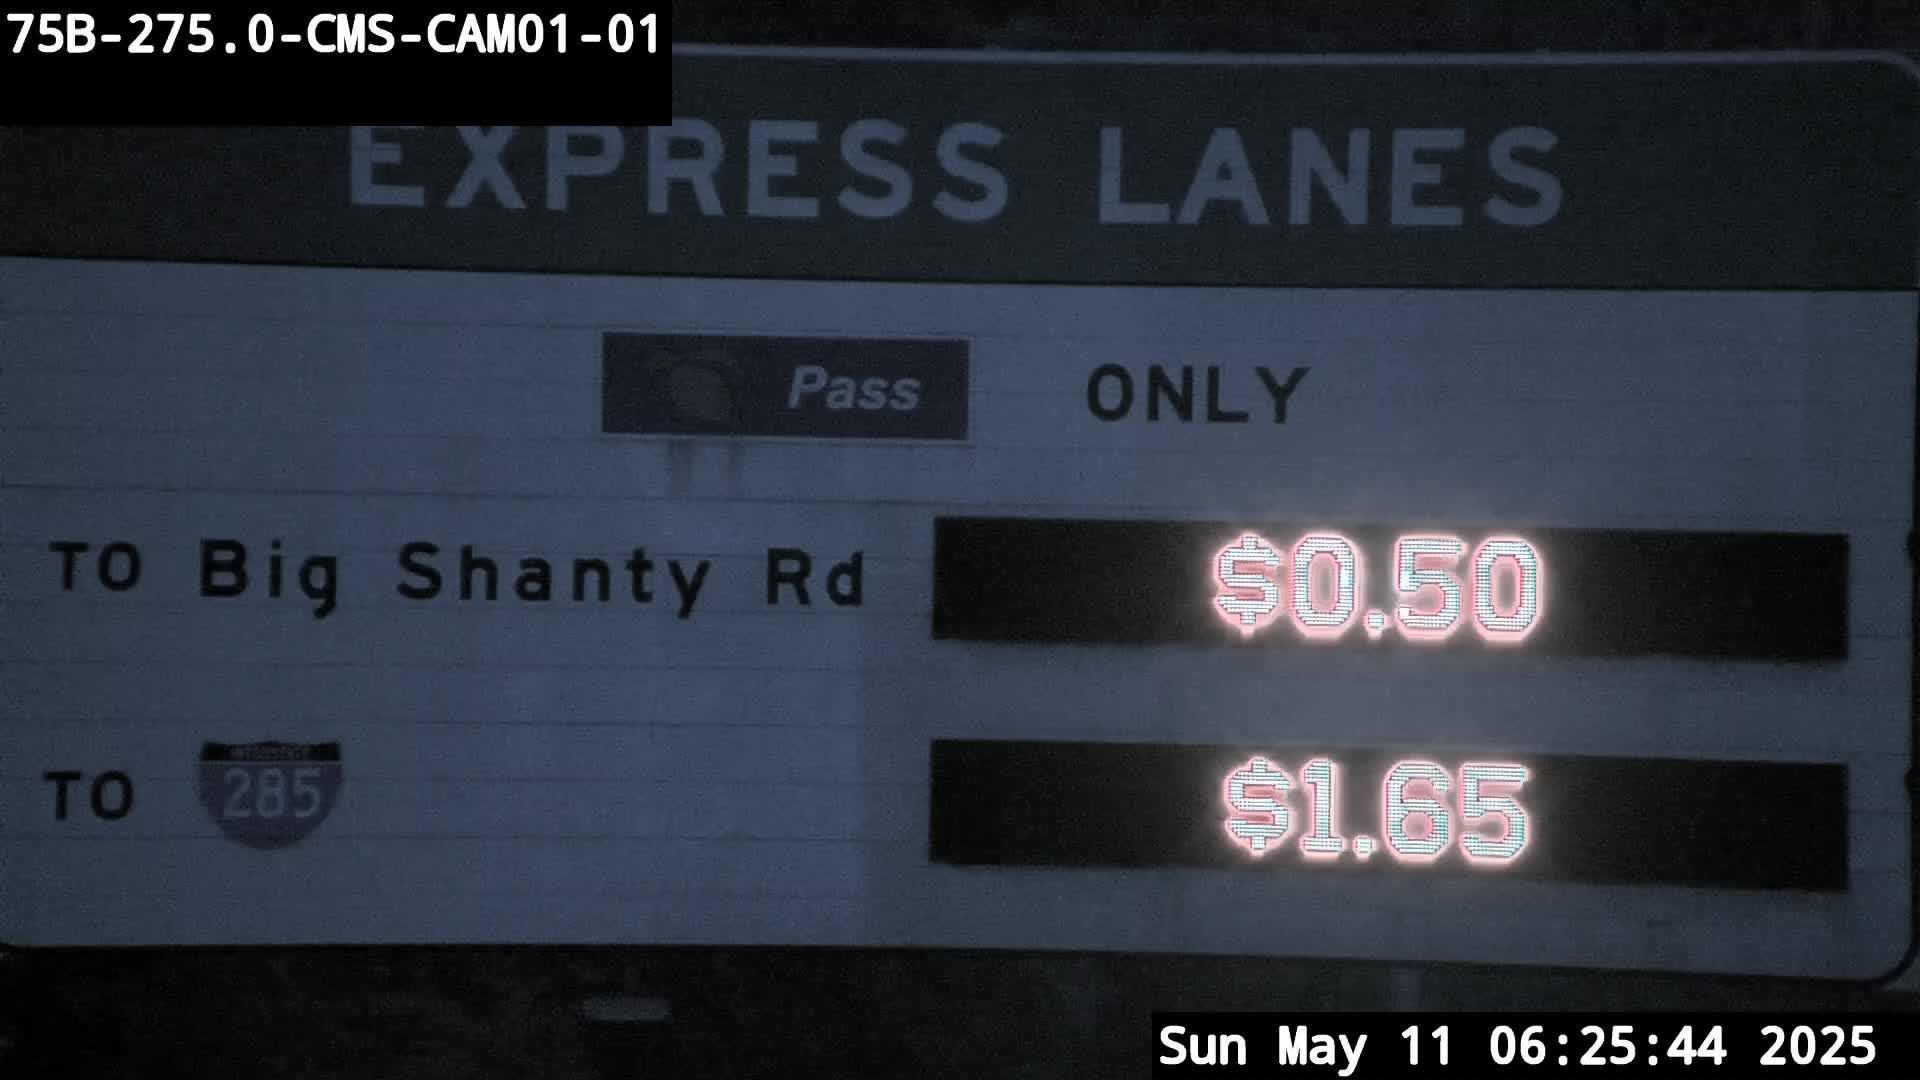 75B-275.0-CMS-CAM01-01
EXPRESS LANES
Pass ONLY
TO Big Shanty Rd $0.50
INTERSTATE
TO 285 $1.65
Sun May 11 06:25:44 2025